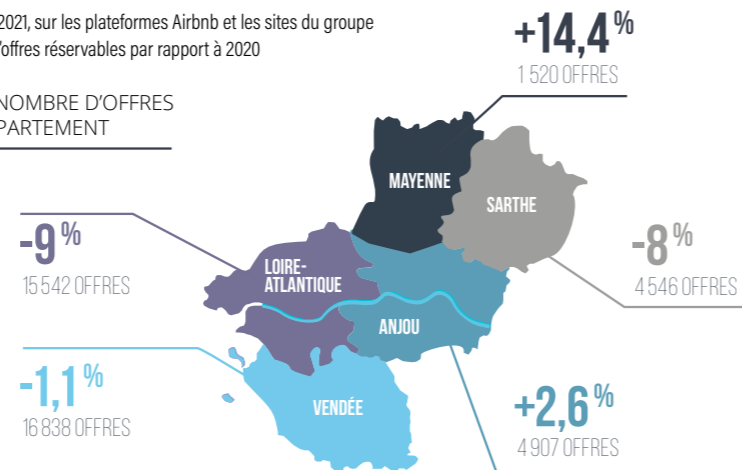 2021, sur les plateformes Airbnb et les sites du groupe
'offres réservables par rapport à 2020
NOMBRE D'OFFRES
PARTEMENT
+14,4%
1 520 OFFRES
MAYENNE
SARTHE
-9%
15 542 OFFRES
LOIRE-
ATLANTIQUE
-8%
4 546 OFFRES
ANJOU
-1,1%
16 838 OFFRES
VENDÉE
+2,6%
4 907 OFFRES